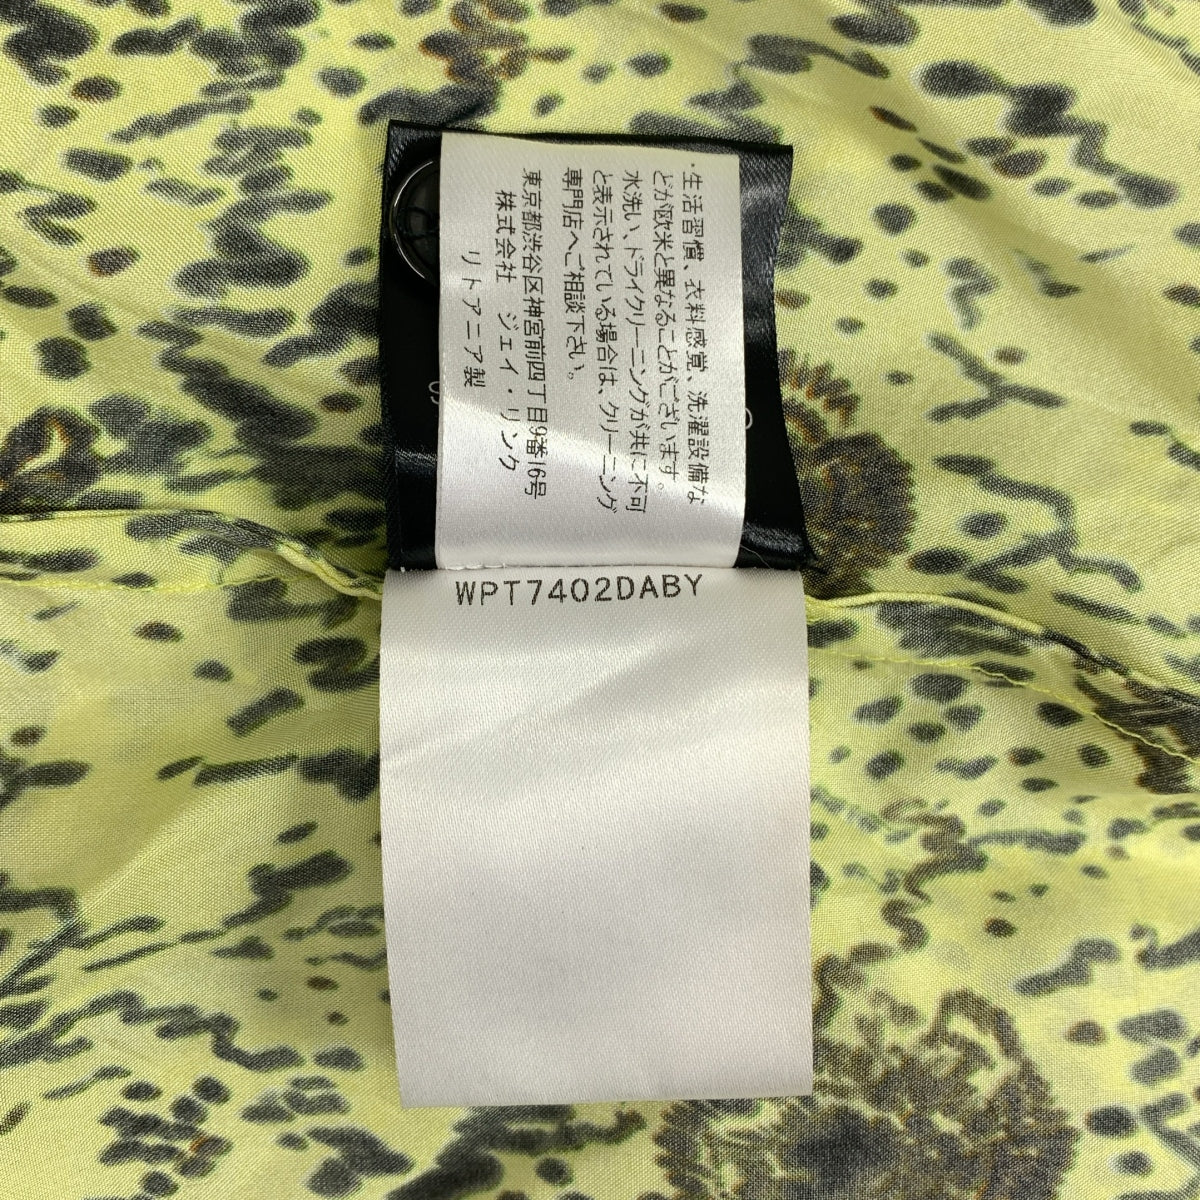 ・生活習慣、衣料感覚、洗濯設備な
どが欧米と異なることがございます。
水洗い、ドライクリーニングが共に不可
と表示されている場合は、クリーニング
専門店へご相談下さい。
東京都渋谷区神宮前四丁目9番16号
株式会社 ジェイ・リンク
リトアニア製
WPT7402DABY